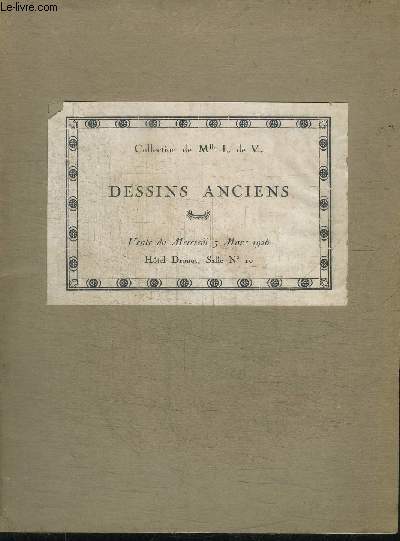 © Le-livre.com
Collection de Mlle L. de V.
DESSINS ANCIENS
Vente du Mercredi 3 Mars 1926
Hôtel Drouot, Salle N° 10